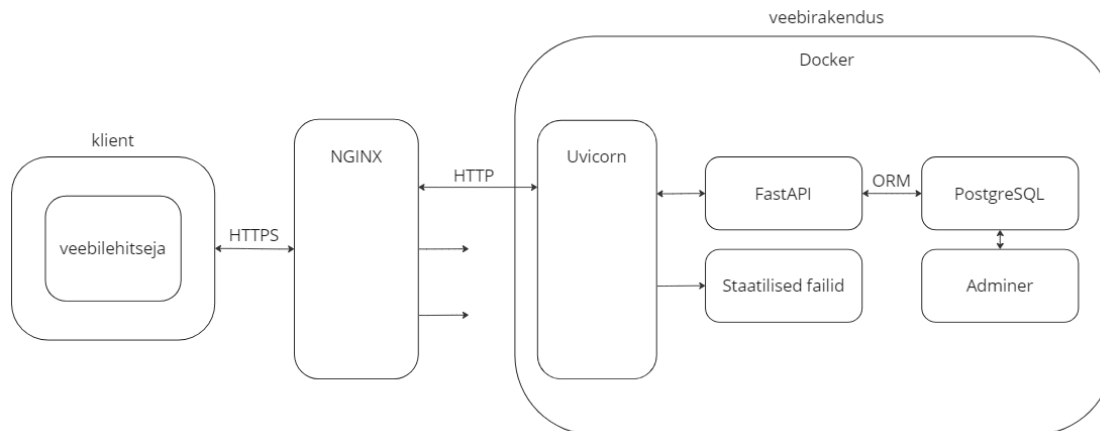 veebirakendus
Docker
klient
veebilehitseja
HTTPS
NGINX
HTTP
Uvicorn
FastAPI
ORM
PostgreSQL
Staatilised failid
Adminer